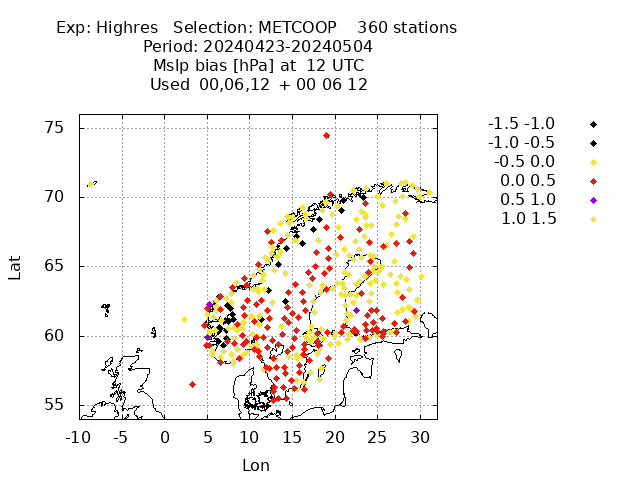 Exp: Highres   Selection: METCOOP    360 stations
Period: 20240423-20240504
Mslp bias [hPa] at  12 UTC
Used 00,06,12  + 00 06 12
-1.5 -1.0
-1.0 -0.5
-0.5 0.0
0.0 0.5
0.5 1.0
1.0 1.5
75
70
65
60
55
Lat
-10 -5 0 5 10 15 20 25 30
Lon